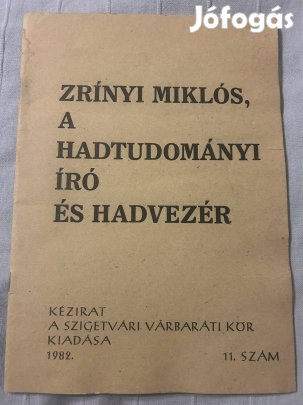 Jófogás
ZRÍNYI MIKLÓS,
A
HADTUDOMÁNYI
ÍRÓ
ÉS HADVEZÉR
KÉZIRAT
A SZIGETVÁRI VÁRBARÁTI KÖR
KIADÁSA
1982. 11. SZÁM